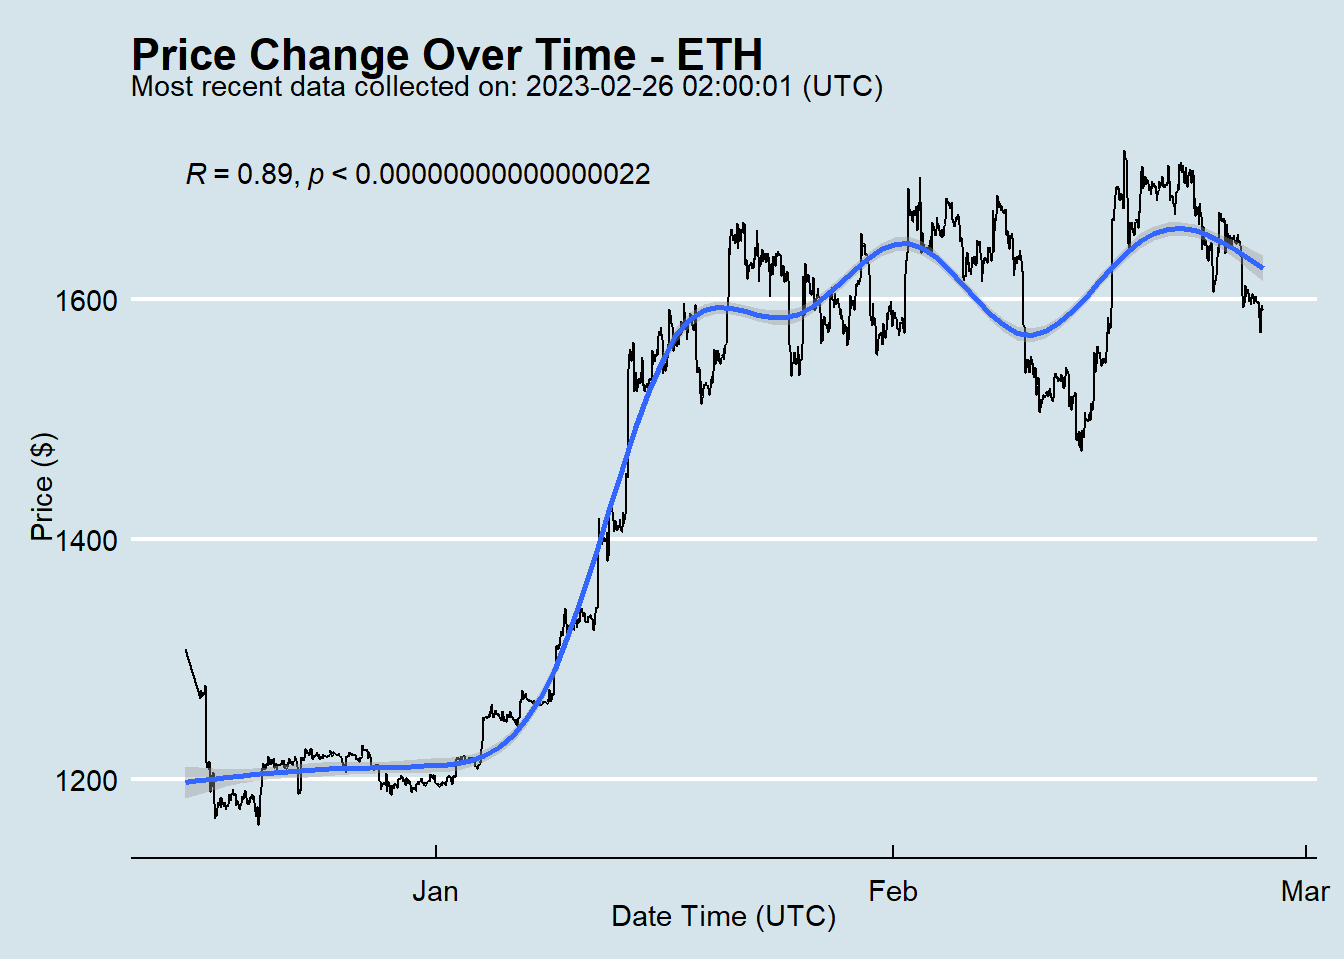 Price Change Over Time - ETH
Most recent data collected on: 2023-02-26 02:00:01 (UTC)
R = 0.89, p < 0.00000000000000022
1600
1400
1200
Price ($)
Jan
Feb
Mar
Date Time (UTC)